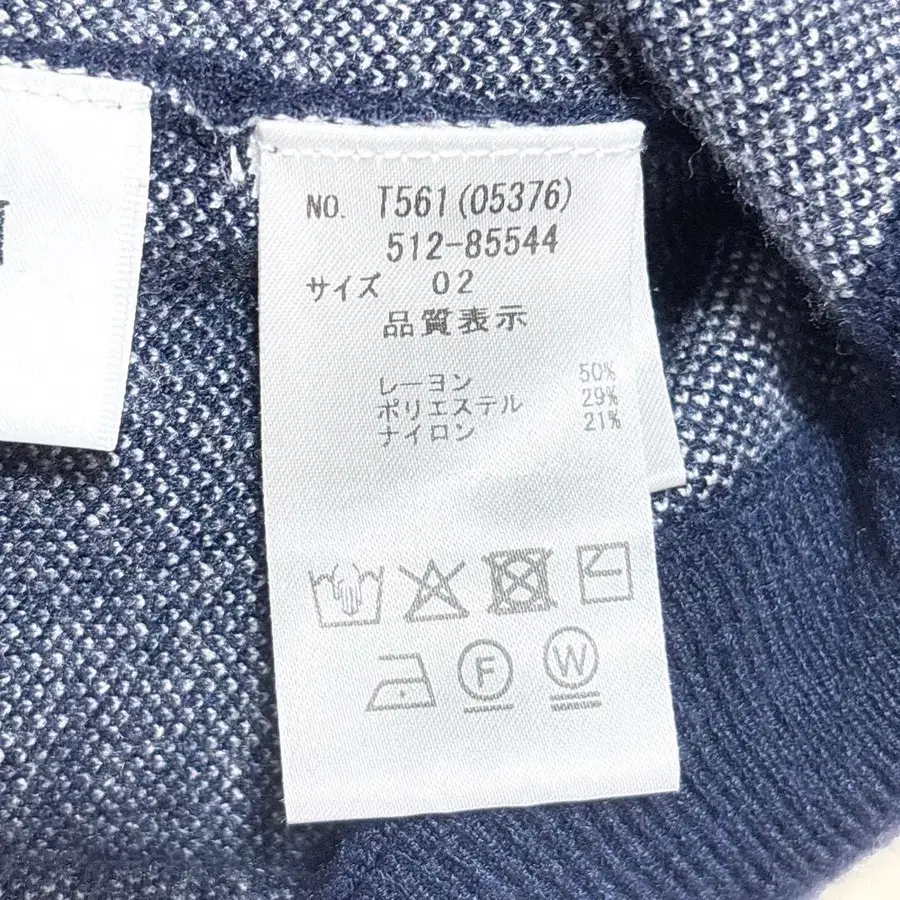 NO. T561(05376)
512-85544
サイズ 02
品質表示
レーヨン 50%
ポリエステル 29%
ナイロン 21%
F
W